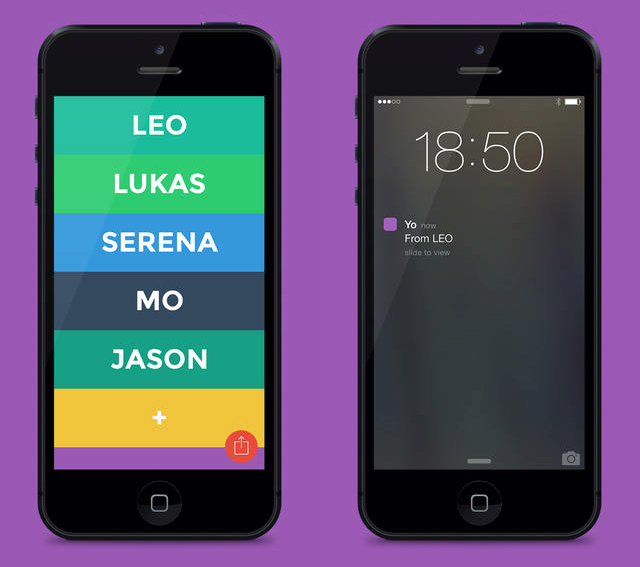 LEO
LUKAS
SERENA
MO
JASON
+
18:50
Yo now
From LEO
slide to view